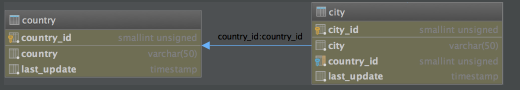 country
country_id smallint unsigned
country varchar(50)
last_update timestamp
country_id:country_id
city
city_id smallint unsigned
city varchar(50)
country_id smallint unsigned
last_update timestamp